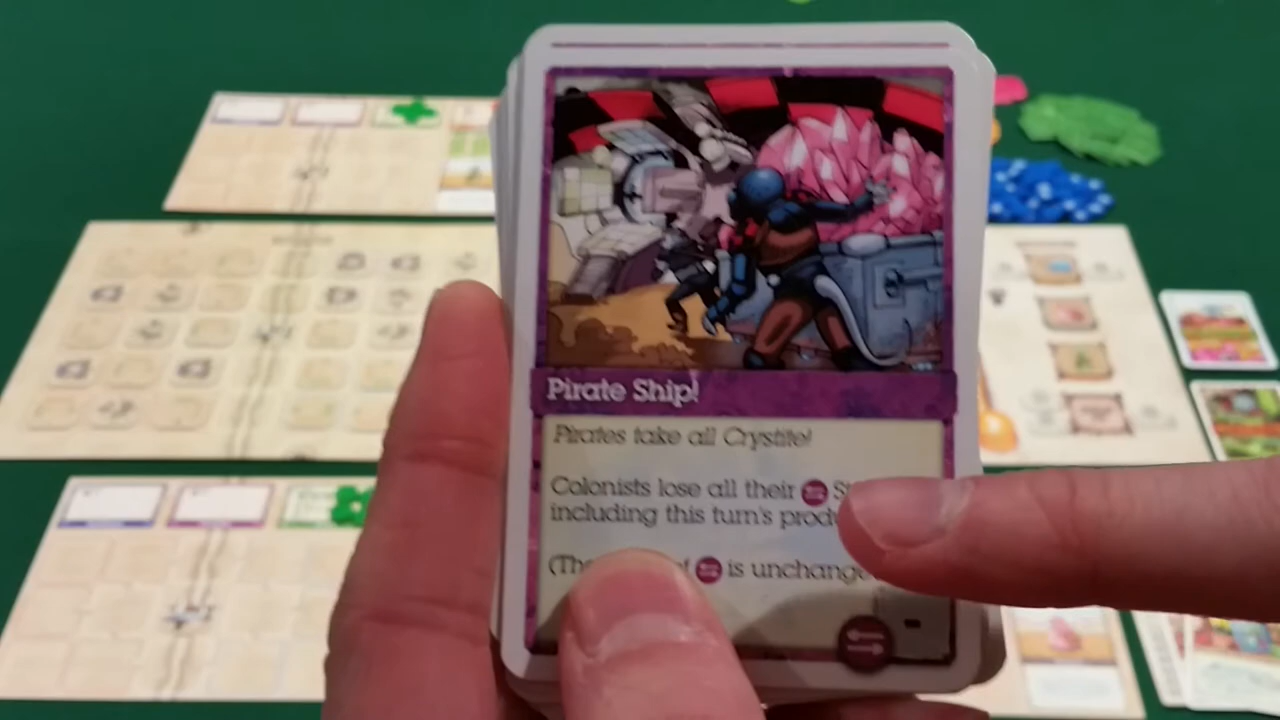 Pirate Ship!
Pirates take all Crystite!
Colonists lose all their
including this turn's
is unchanged